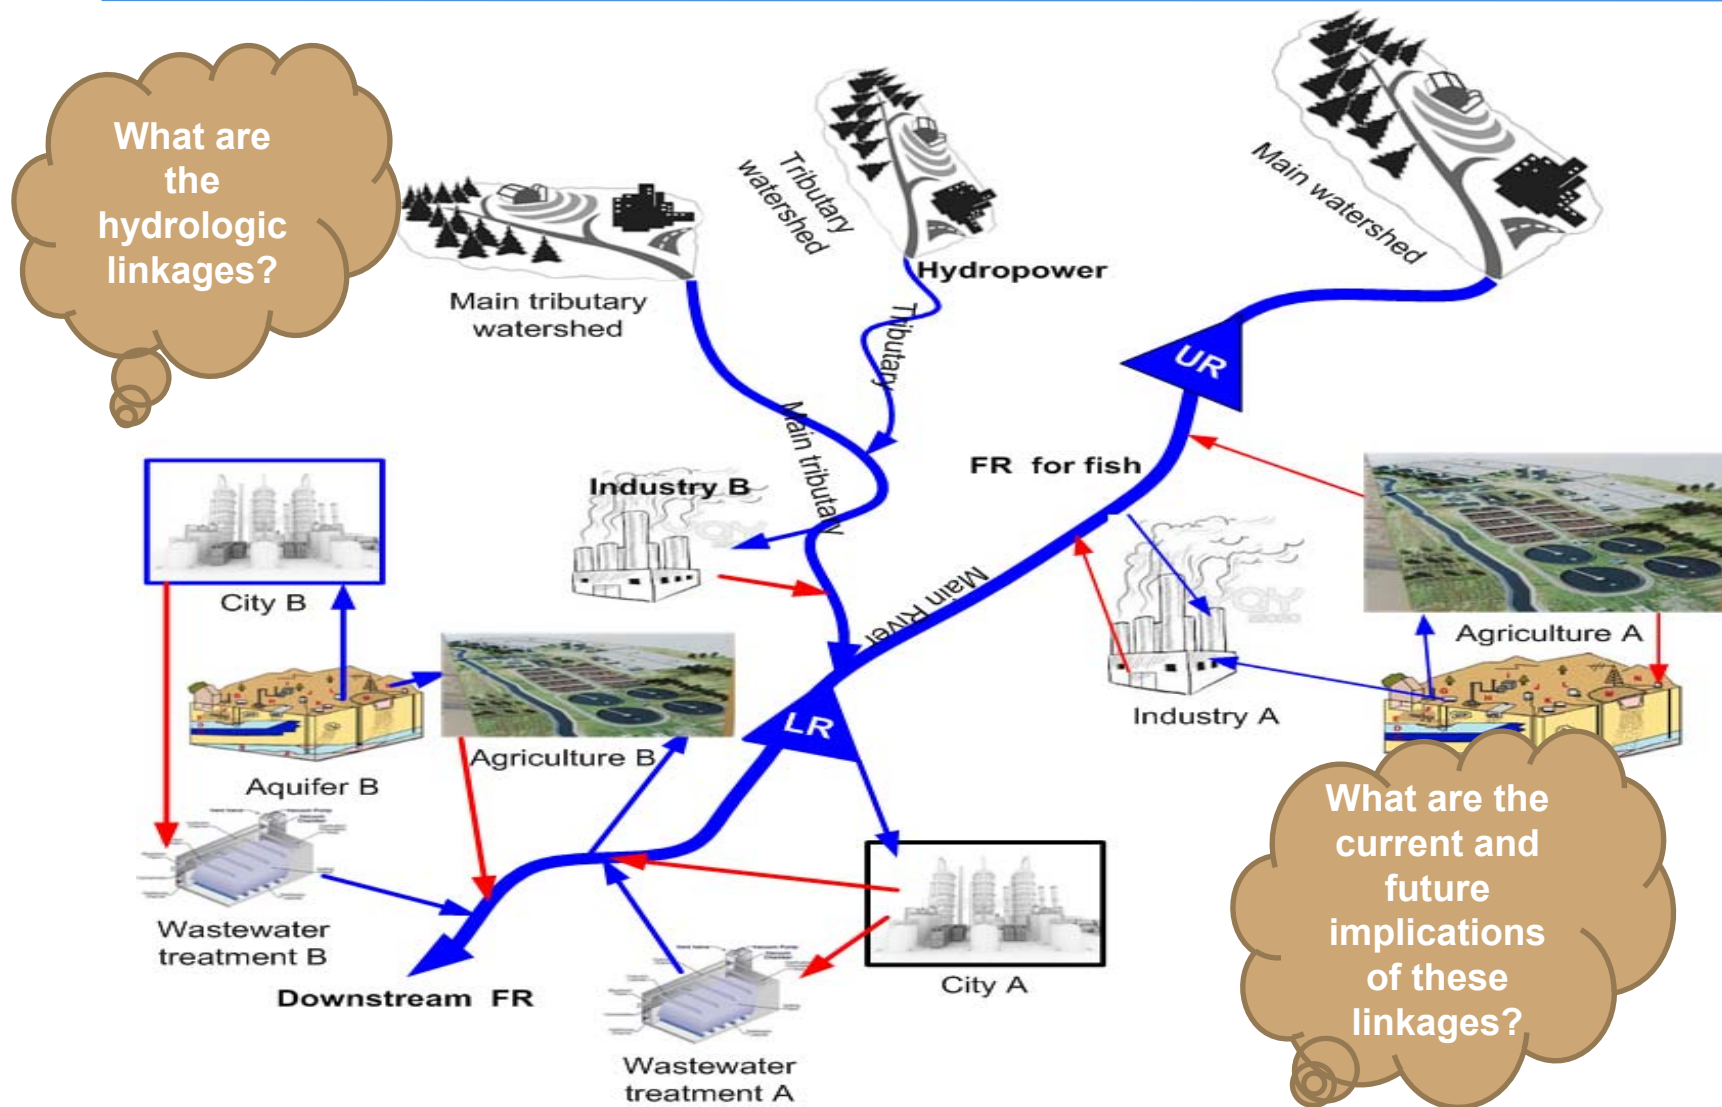 What are
the
hydrologic
linkages?
Main tributary
watershed
Tributary
watershed
Hydropower
Main watershed
Tributary
UR
Main tributary
FR for fish
Industry B
City B
Main River
Agriculture A
Industry A
LR
Agriculture B
Aquifer B
What are the
current and
future
implications
of these
linkages?
Wastewater
treatment B
Downstream FR
City A
Wastewater
treatment A